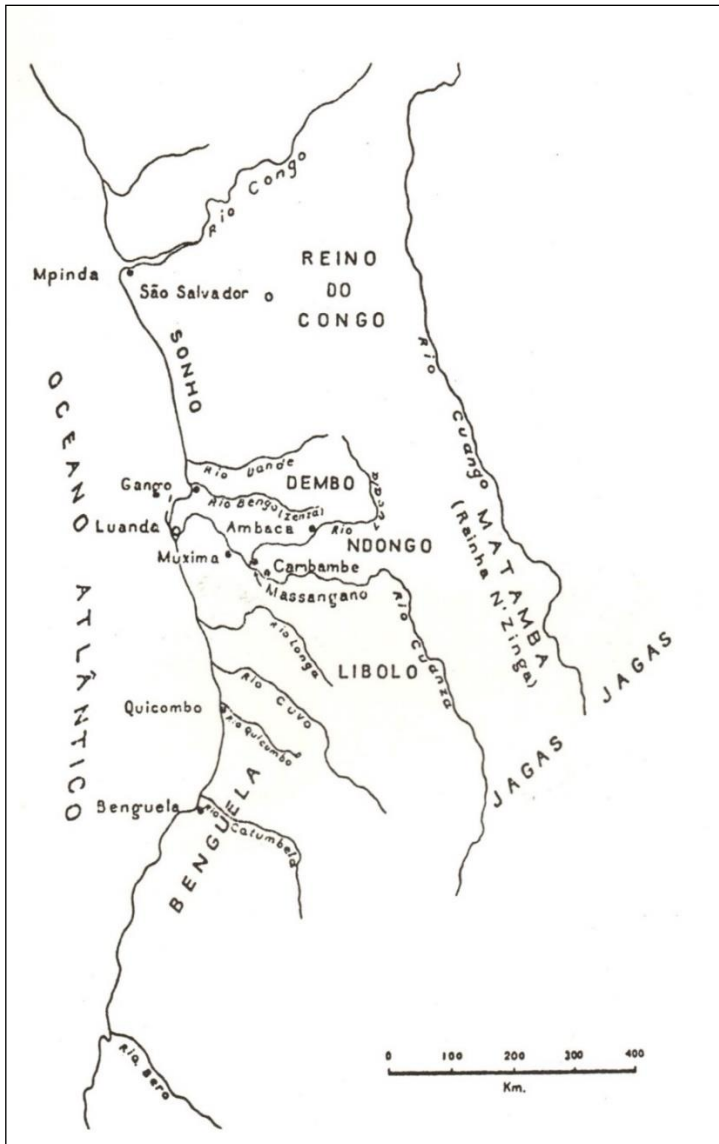 Rio Congo
Mpinda
São Salvador
REINO
DO
CONGO
SONHO
Rio Cuango
OCEANO ATLÂNTICO
Rio Dande
DEMBO
Gango
Rio Bengo (Zenza)
Luanda
Ambaca
Rio Lucala
NDONGO
MATAMBA
(Rainha N'Zinga)
Muxima
Cambambe
Massangano
Rio Cuanza
Rio Longa
LIBOLO
JAGAS
JAGAS
Quicombo
Rio Cuvo
Rio Quicumbo
Benguela
Rio Catumbela
BENGUELA
Rio Bero
0 100 200 300 400
Km.